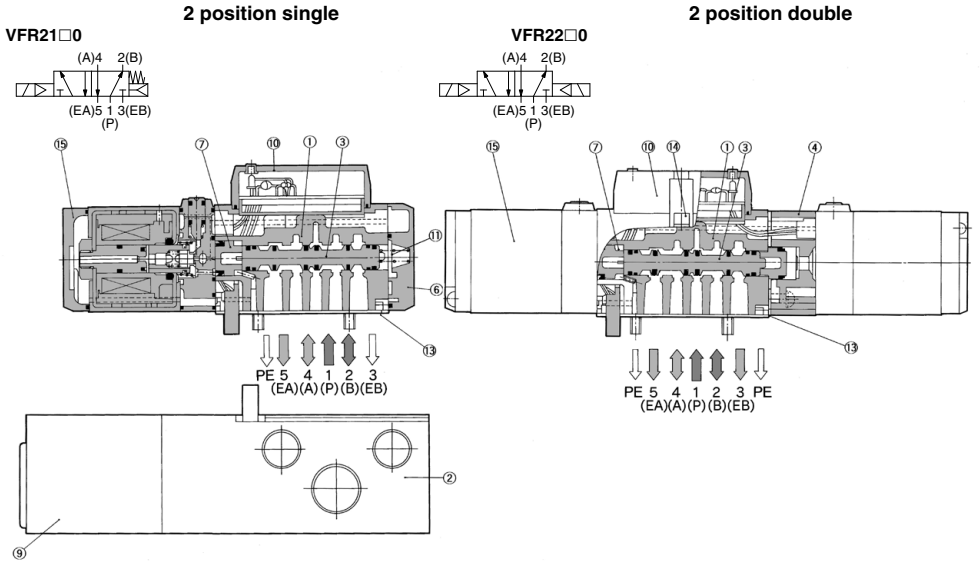 2 position single
2 position double
VFR21□0
VFR22□0
(A)4 2(B)
(EA)5 1 3(EB)
(P)
(A)4 2(B)
(EA)5 1 3(EB)
(P)
⑮ ⑦ ⑩ ① ③
⑪
⑥
⑬
⑮ ⑦ ⑩ ⑭ ① ③ ④
⑬
PE 5 4 1 2 3
(EA) (A) (P) (B) (EB)
PE 5 4 1 2 3 PE
(EA) (A) (P) (B) (EB)
②
⑨